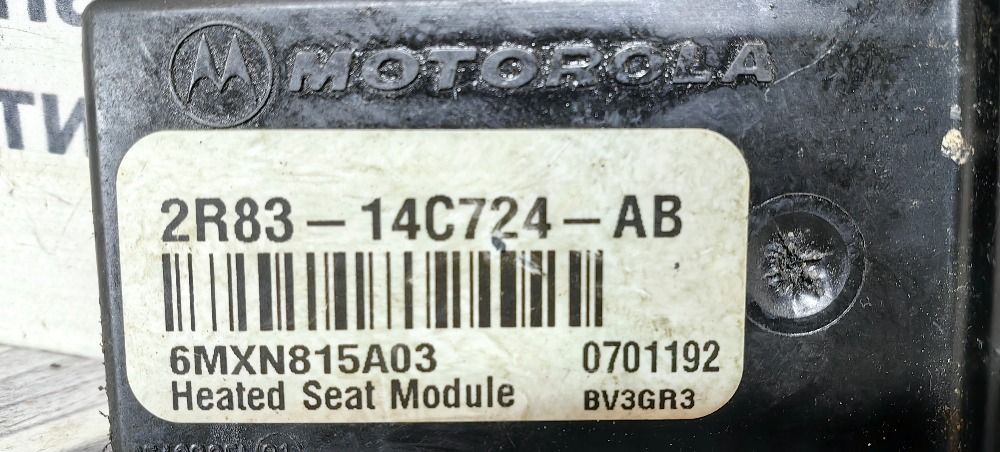 MOTOROLA
2R83-14C724-AB
6MXN815A03 0701192
Heated Seat Module BV3GR3